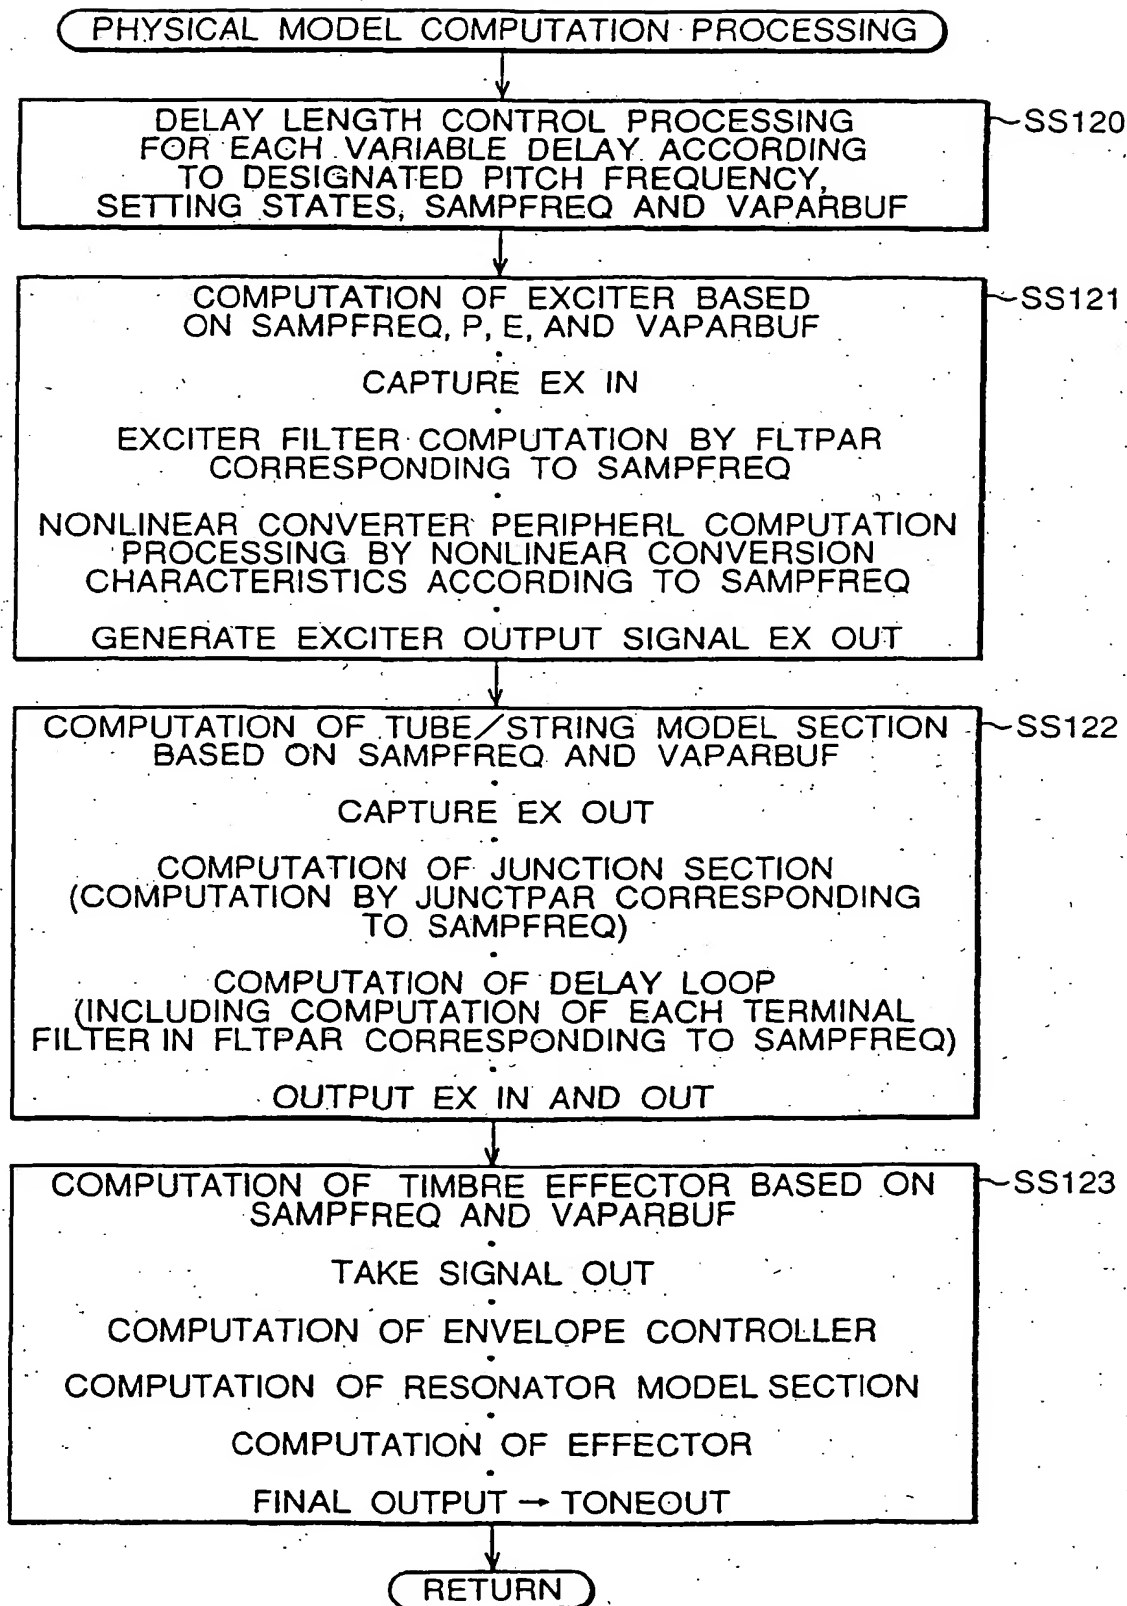 PHYSICAL MODEL COMPUTATION PROCESSING
DELAY LENGTH CONTROL PROCESSING
FOR EACH VARIABLE DELAY ACCORDING
TO DESIGNATED PITCH FREQUENCY,
SETTING STATES, SAMPFREQ AND VAPARBUF
SS120
COMPUTATION OF EXCITER BASED
ON SAMPFREQ, P, E, AND VAPARBUF
SS121
CAPTURE EX IN
EXCITER FILTER COMPUTATION BY FLTPAR
CORRESPONDING TO SAMPFREQ
NONLINEAR CONVERTER PERIPHERL COMPUTATION
PROCESSING BY NONLINEAR CONVERSION
CHARACTERISTICS ACCORDING TO SAMPFREQ
GENERATE EXCITER OUTPUT SIGNAL EX OUT
COMPUTATION OF TUBE/STRING MODEL SECTION
BASED ON SAMPFREQ AND VAPARBUF
SS122
CAPTURE EX OUT
COMPUTATION OF JUNCTION SECTION
(COMPUTATION BY JUNCTPAR CORRESPONDING
TO SAMPFREQ)
COMPUTATION OF DELAY LOOP
(INCLUDING COMPUTATION OF EACH TERMINAL
FILTER IN FLTPAR CORRESPONDING TO SAMPFREQ)
OUTPUT EX IN AND OUT
COMPUTATION OF TIMBRE EFFECTOR BASED ON
SAMPFREQ AND VAPARBUF
SS123
TAKE SIGNAL OUT
COMPUTATION OF ENVELOPE CONTROLLER
COMPUTATION OF RESONATOR MODEL SECTION
COMPUTATION OF EFFECTOR
FINAL OUTPUT → TONEOUT
RETURN